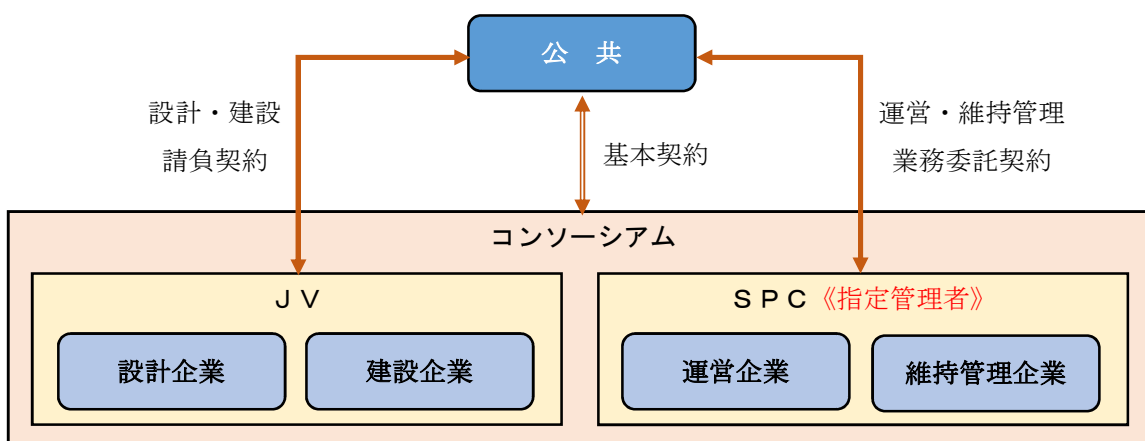 公　共
設計・建設
請負契約
基本契約
運営・維持管理
業務委託契約
コンソーシアム
ＪＶ
設計企業
建設企業
ＳＰＣ《指定管理者》
運営企業
維持管理企業